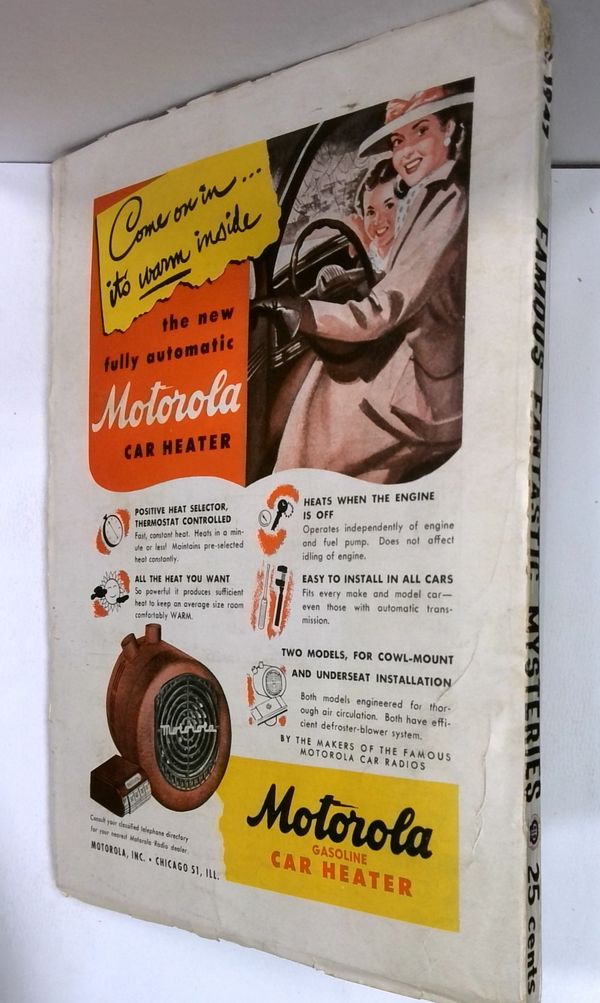 Come on in...
it's warm inside
the new
fully automatic
Motorola
CAR HEATER
POSITIVE HEAT SELECTOR,
THERMOSTAT CONTROLLED
Fast, constant heat. Heats in a min-
ute or less! Maintains pre-selected
heat constantly.
ALL THE HEAT YOU WANT
So powerful it produces sufficient
heat to keep an average size room
comfortably WARM.
HEATS WHEN THE ENGINE
IS OFF
Operates independently of engine
and fuel pump. Does not affect
idling of engine.
EASY TO INSTALL IN ALL CARS
Fits every make and model car—
even those with automatic trans-
mission.
TWO MODELS, FOR COWL-MOUNT
AND UNDERSEAT INSTALLATION
Both models engineered for thor-
ough air circulation. Both have effi-
cient defroster-blower system.
BY THE MAKERS OF THE FAMOUS
MOTOROLA CAR RADIOS
Motorola
Consult your classified telephone directory
for your nearest Motorola Radio dealer
MOTOROLA, INC. • CHICAGO 51, ILL.
Motorola
GASOLINE
CAR HEATER
1947
FAMOUS FANTASTIC MYSTERIES
25 cents